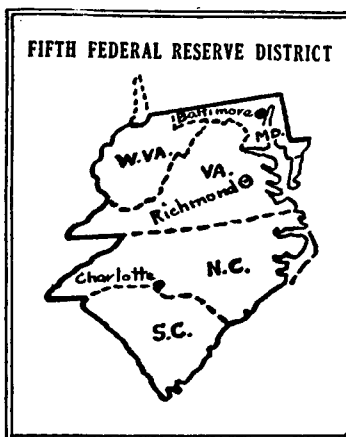 FIFTH FEDERAL RESERVE DISTRICT
Baltimore
MD.
W.VA.
VA.
Richmond
Charlotte
N.C.
S.C.